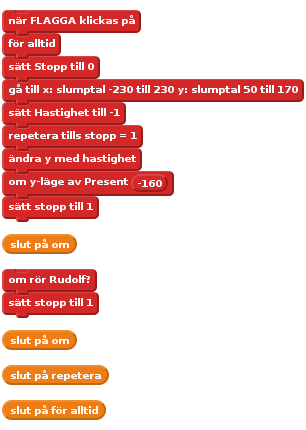 när FLAGGA klickas på
för alltid
sätt Stopp till 0
gå till x: slumptal -230 till 230 y: slumptal 50 till 170
sätt Hastighet till -1
repetera tills stopp = 1
ändra y med hastighet
om y-läge av Present -160
sätt stopp till 1
slut på om
om rör Rudolf?
sätt stopp till 1
slut på om
slut på repetera
slut på för alltid